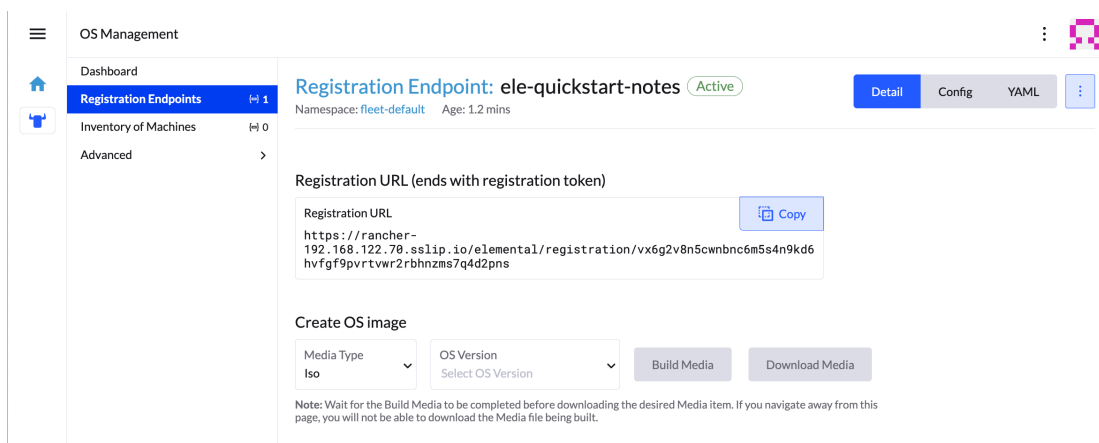 OS Management
Dashboard
Registration Endpoints 1
Inventory of Machines 0
Advanced
Registration Endpoint: ele-quickstart-notes Active
Namespace: fleet-default Age: 1.2 mins
Detail Config YAML
Registration URL (ends with registration token)
Registration URL
Copy
https://rancher-
192.168.122.70.sslip.io/elemental/registration/vx6g2v8n5cwnbnc6m5s4n9kd6
hvfgf9pvrtvwr2rbhnzms7q4d2pns
Create OS image
Media Type
Iso
OS Version
Select OS Version
Build Media
Download Media
Note: Wait for the Build Media to be completed before downloading the desired Media item. If you navigate away from this
page, you will not be able to download the Media file being built.